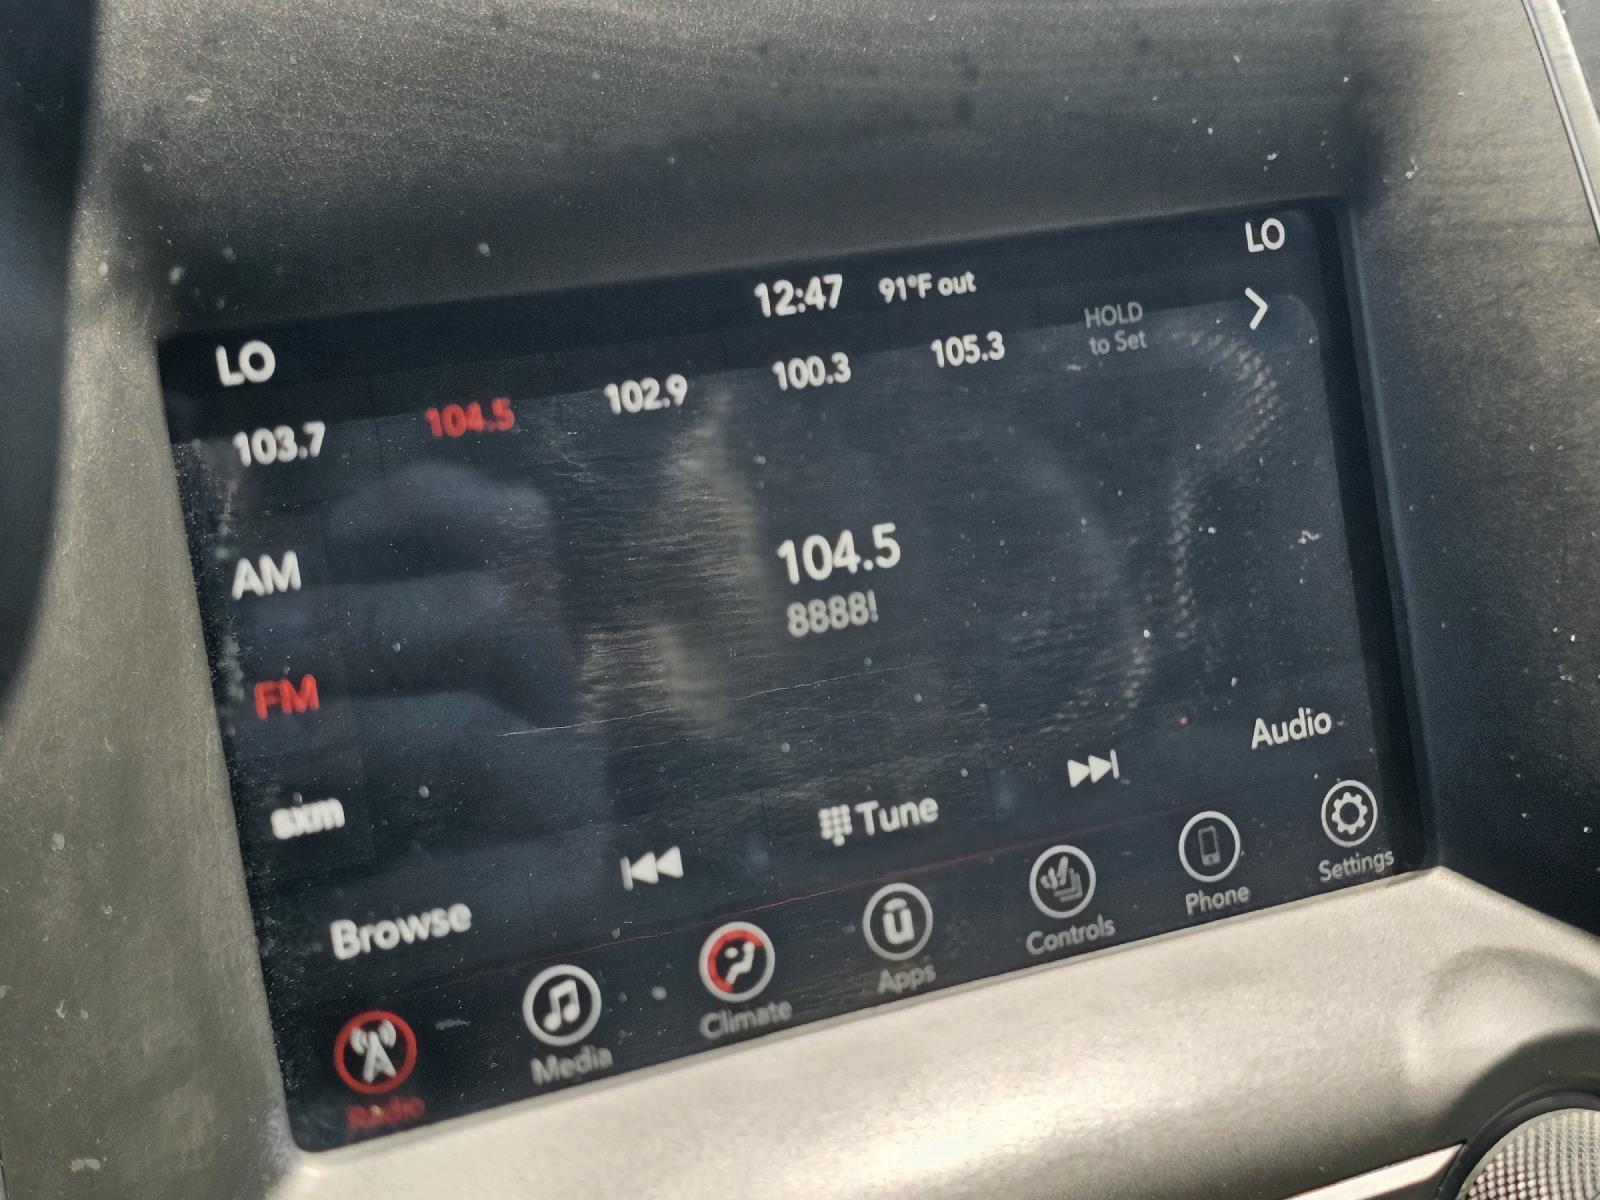 LO 12:47 91°F out LO
103.7 104.5 102.9 100.3 105.3 HOLD to Set
AM
FM
sxm
104.5
8888!
Browse Tune Audio
Radio Media Climate Apps Controls Phone Settings